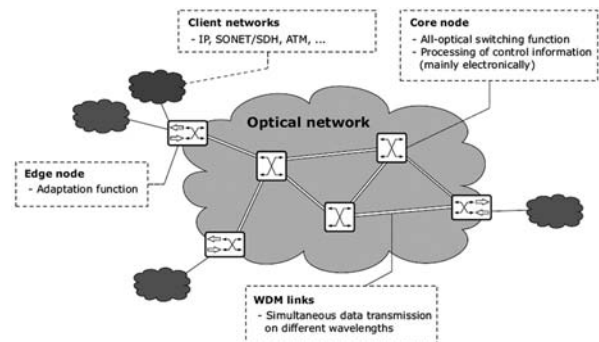 Client networks
- IP, SONET/SDH, ATM, ...
Core node
- All-optical switching function
- Processing of control information
(mainly electronically)
Optical network
Edge node
- Adaptation function
WDM links
- Simultaneous data transmission
on different wavelengths